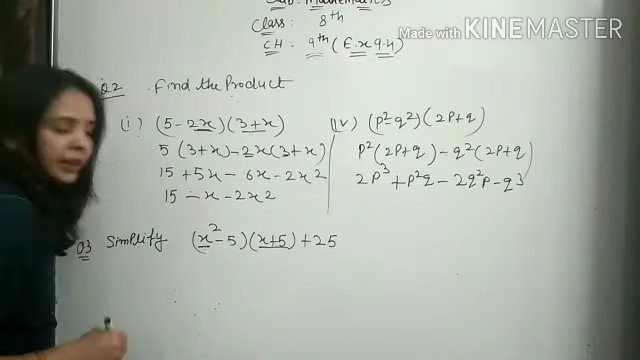 Sub: Mathematics
Class: 8th
CH: 9th (Ex 9.4)
Made with KINEMASTER
Q2 Find the Product
(i) (5-2x)(3+x)
5(3+x)-2x(3+x)
15+5x-6x-2x2
15-x-2x2
(iv) (p²-q²)(2p+q)
p²(2p+q)-q²(2p+q)
2p³+p²q-2q²p-q3
Q3 Simplify (x²-5)(x+5)+25